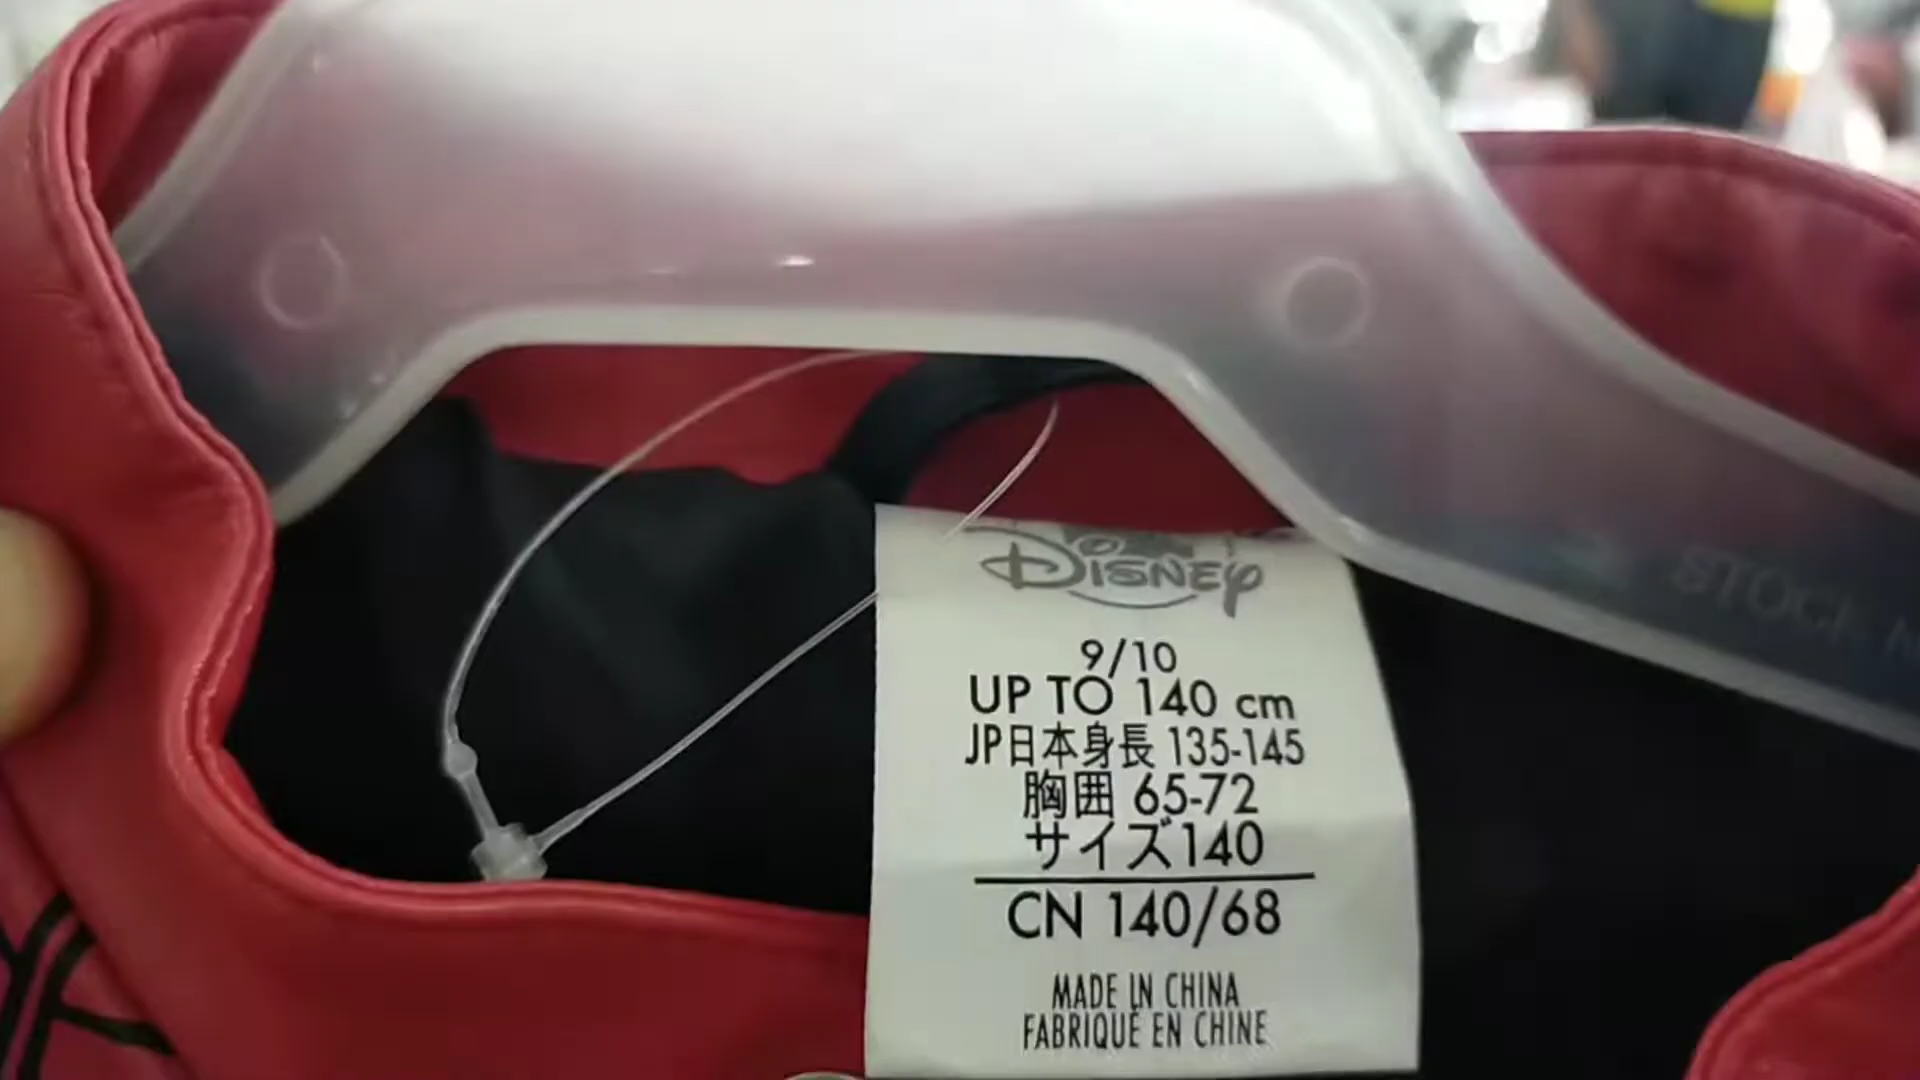 DISNEY
9/10
UP TO 140 cm
JP日本身長 135-145
胸囲 65-72
サイズ140
CN 140/68
MADE IN CHINA
FABRIQUÉ EN CHINE
STOCK